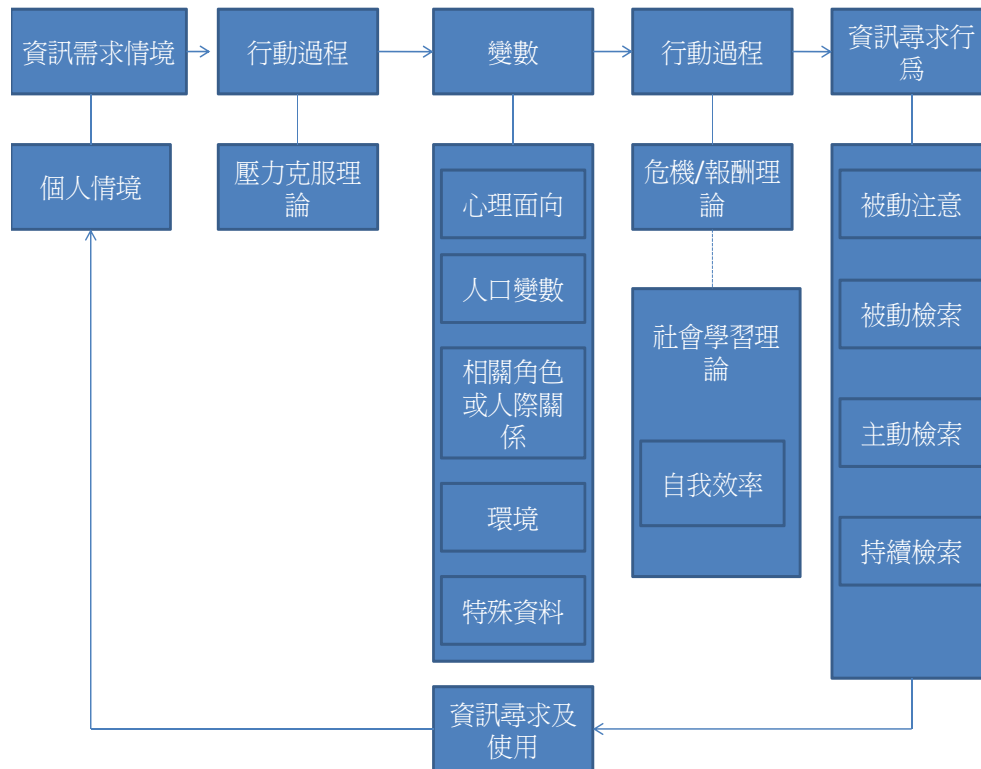 資訊需求情境
行動過程
變數
行動過程
資訊尋求行
爲
個人情境
壓力克服理
論
心理面向
人口變數
相關角色
或人際關
係
環境
特殊資料
危機/報酬理
論
社會學習理
論
自我效率
被動注意
被動檢索
主動檢索
持續檢索
資訊尋求及
使用